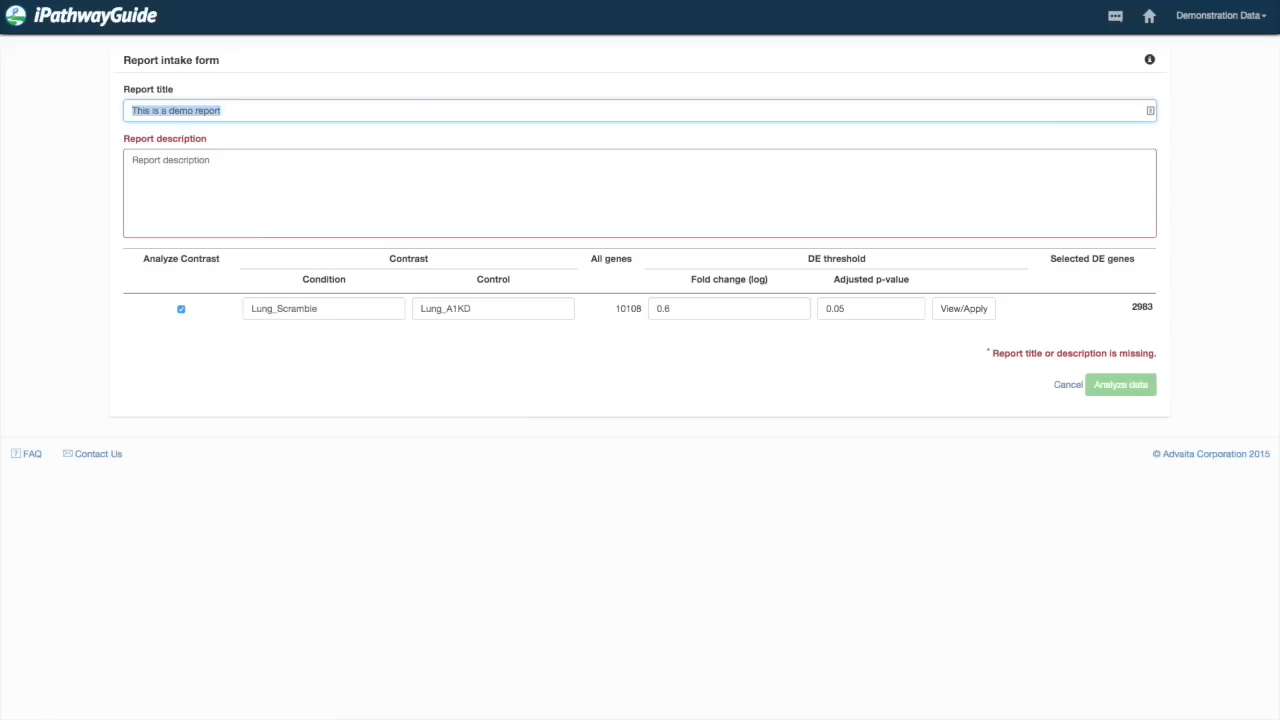 iPathwayGuide
Demonstration Data
Report intake form
Report title
This is a demo report
Report description
Report description
Analyze Contrast Contrast All genes DE threshold Selected DE genes
Condition Control Fold change (log) Adjusted p-value
Lung_Scramble Lung_A1KD 10108 0.6 0.05 View/Apply 2983
* Report title or description is missing.
Cancel Analyze data
? FAQ Contact Us © Advaita Corporation 2015